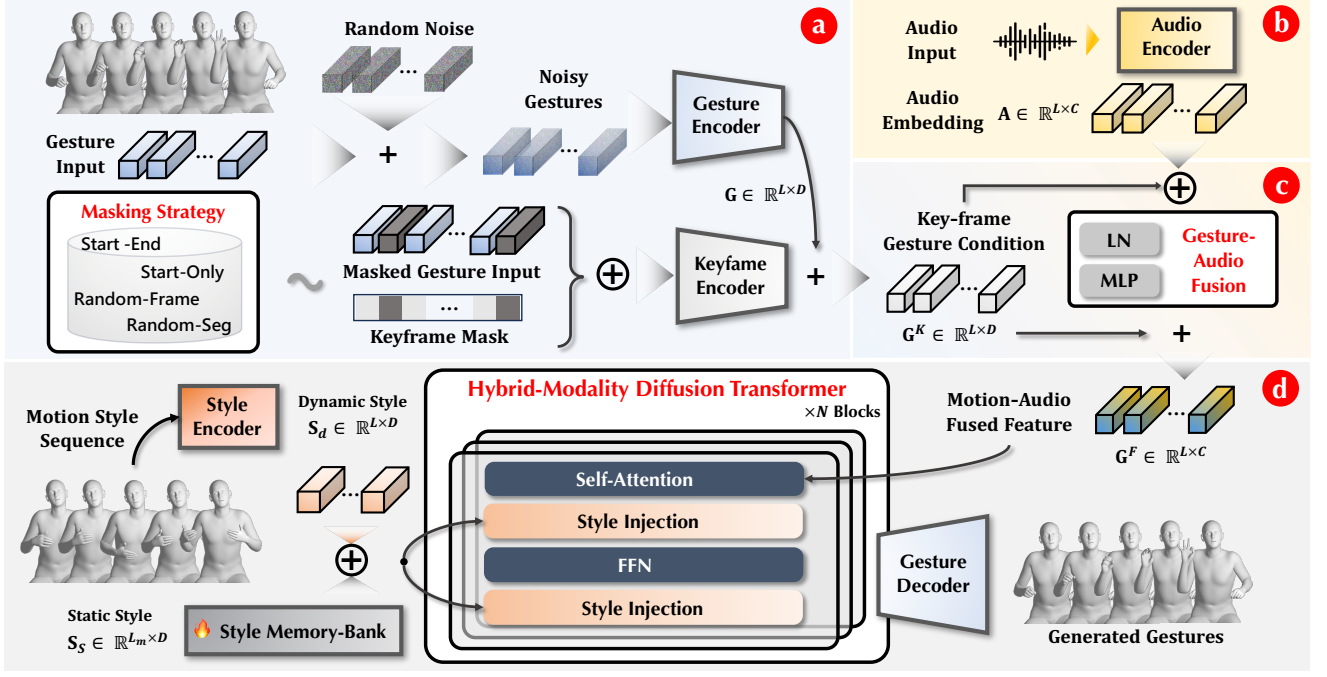 a
Random Noise
...
Noisy
Gestures
...
Gesture
Input
...
+
Gesture
Encoder
G ∈ ℝ^{L×D}
Masking Strategy
Start -End
Start-Only
Random-Frame
Random-Seg
~
...
Masked Gesture Input
...
Keyframe Mask
Keyfame
Encoder
+
b
Audio
Input
Audio
Encoder
Audio
Embedding
A ∈ ℝ^{L×C}
...
c
Key-frame
Gesture Condition
...
G^K ∈ ℝ^{L×D}
LN
MLP
Gesture-
Audio
Fusion
+
d
Motion Style
Sequence
Style
Encoder
Dynamic Style
S_d ∈ ℝ^{L×D}
...
Static Style
S_S ∈ ℝ^{L_m×D}
Style Memory-Bank
Hybrid-Modality Diffusion Transformer
×N Blocks
Self-Attention
Style Injection
FFN
Style Injection
Motion-Audio
Fused Feature
...
G^F ∈ ℝ^{L×C}
Gesture
Decoder
Generated Gestures